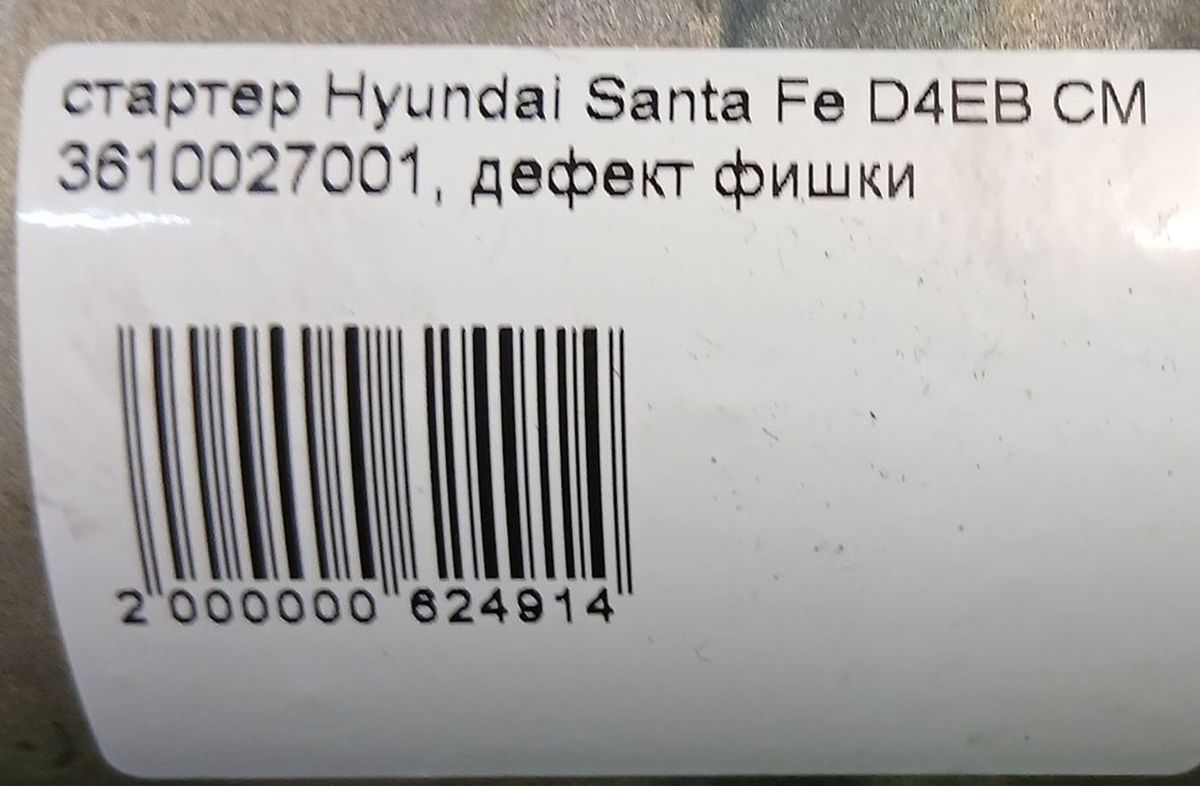 стартер Hyundai Santa Fe D4EB CM
3610027001, дефект фишки
2 000000 624914